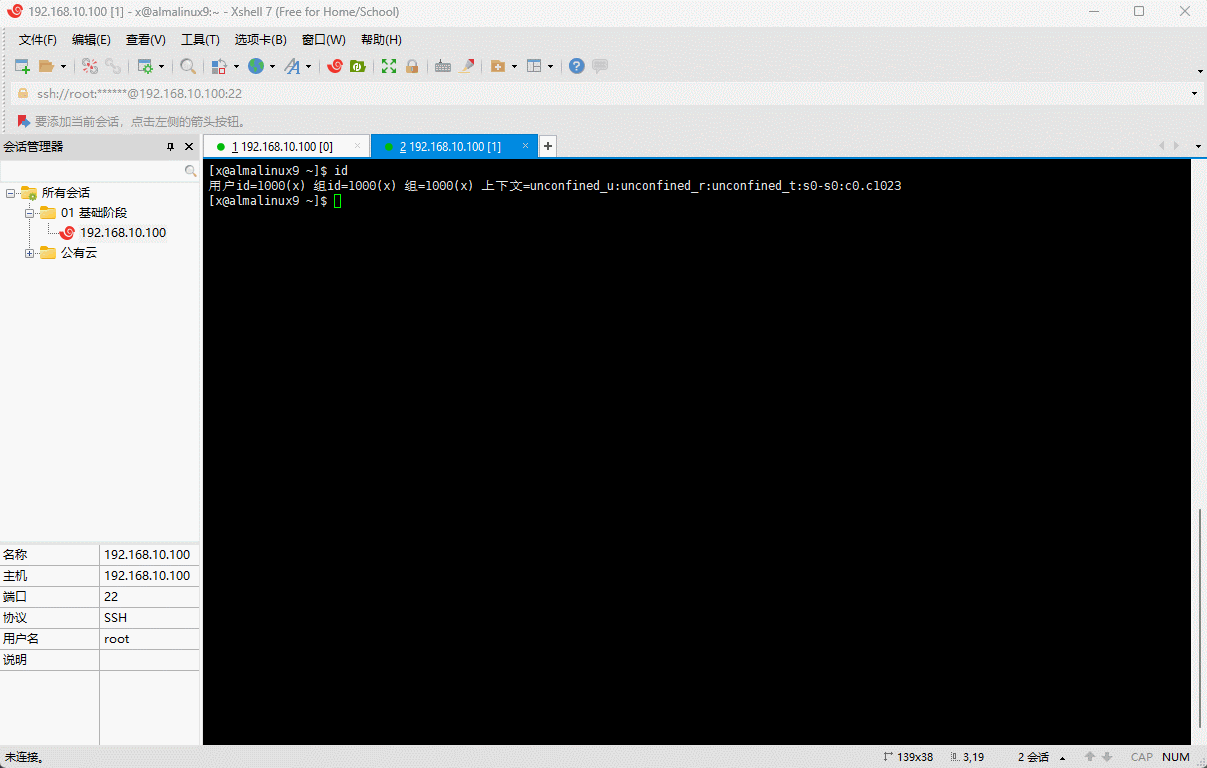 192.168.10.100 [1] - x@almalinux9:~ - Xshell 7 (Free for Home/School)
文件(F) 编辑(E) 查看(V) 工具(T) 选项卡(B) 窗口(W) 帮助(H)
ssh://root:******@192.168.10.100:22
要添加当前会话，点击左侧的箭头按钮。
会话管理器
1 192.168.10.100 [0]
2 192.168.10.100 [1]
所有会话
01 基础阶段
192.168.10.100
公有云
[x@almalinux9 ~]$ id
用户id=1000(x) 组id=1000(x) 组=1000(x) 上下文=unconfined_u:unconfined_r:unconfined_t:s0-s0:c0.c1023
[x@almalinux9 ~]$
名称 192.168.10.100
主机 192.168.10.100
端口 22
协议 SSH
用户名 root
说明
未连接。 139x38 3,19 2 会话 CAP NUM